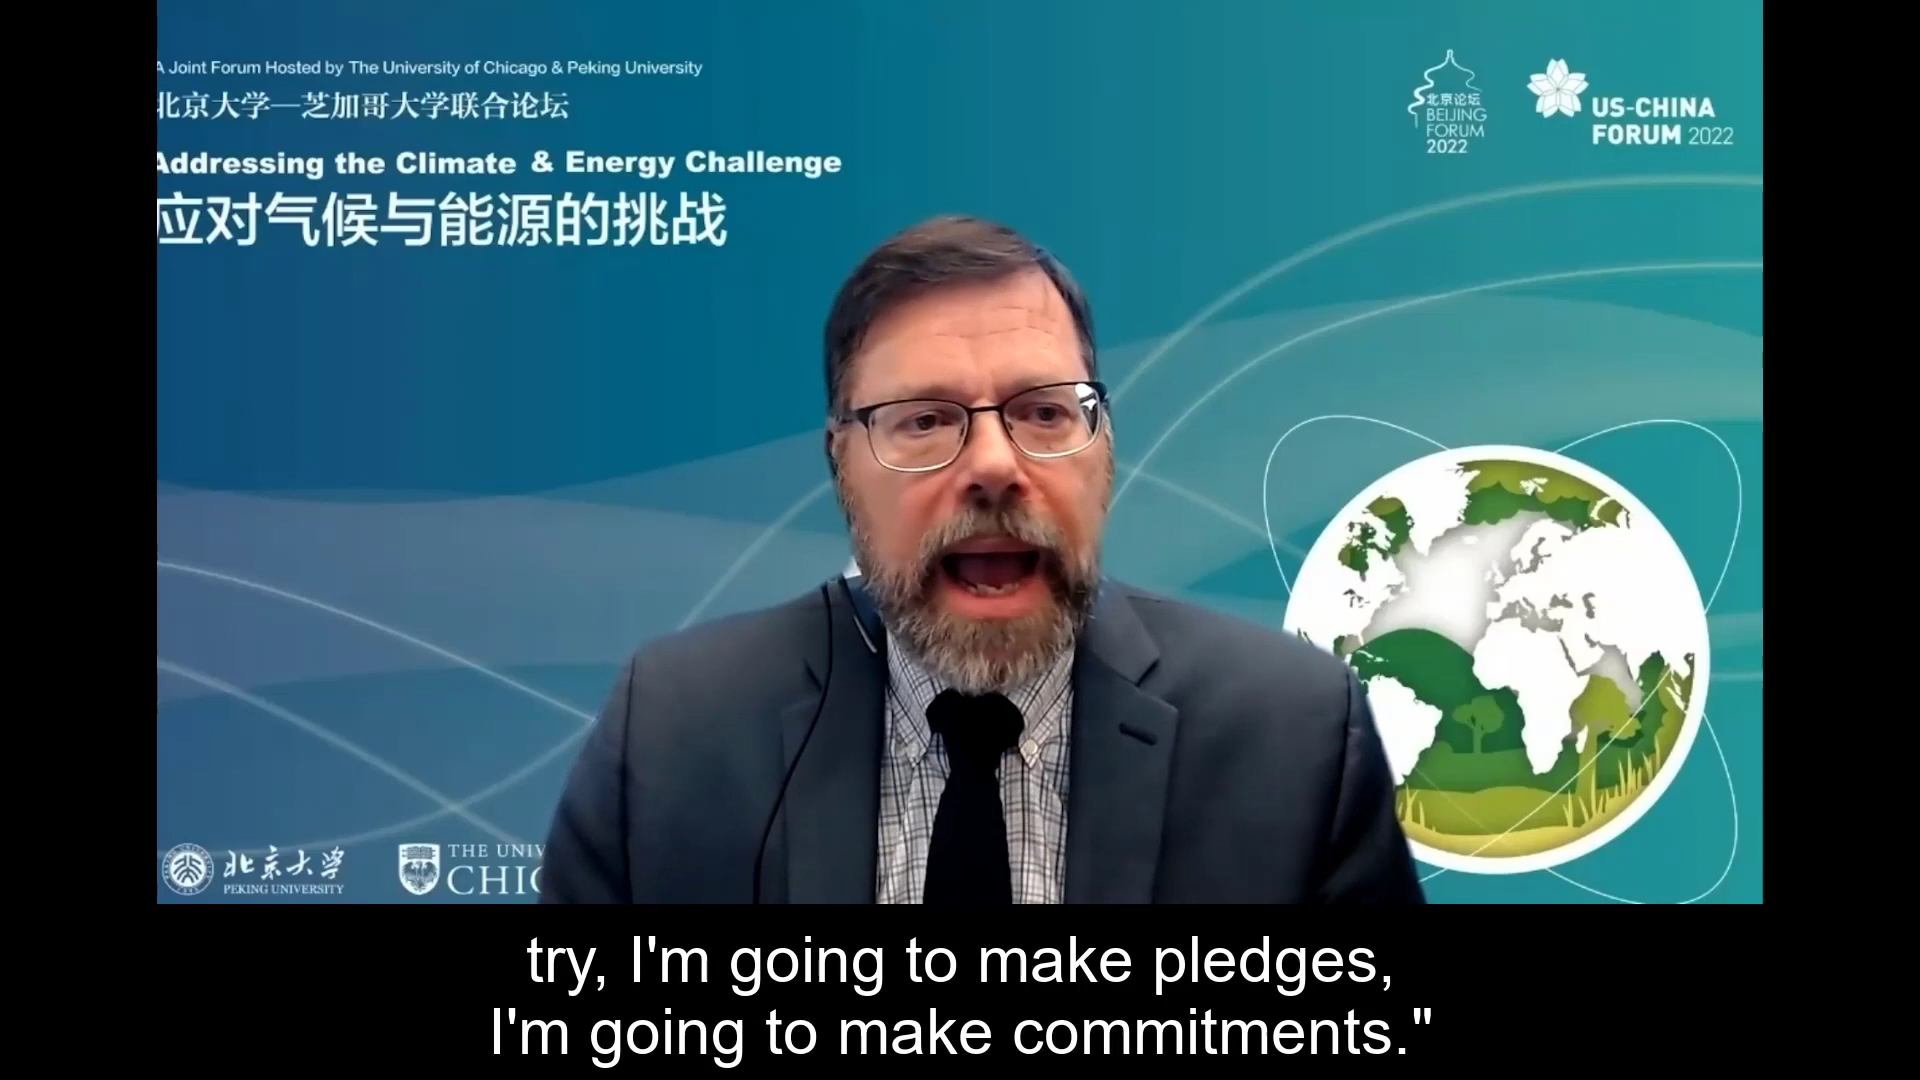 A Joint Forum Hosted by The University of Chicago & Peking University
北京大学—芝加哥大学联合论坛
Addressing the Climate & Energy Challenge
应对气候与能源的挑战
北京论坛
BEIJING
FORUM
2022
US-CHINA
FORUM 2022
北京大学
PEKING UNIVERSITY
THE UNIV
CHIC
try, I'm going to make pledges,
I'm going to make commitments."